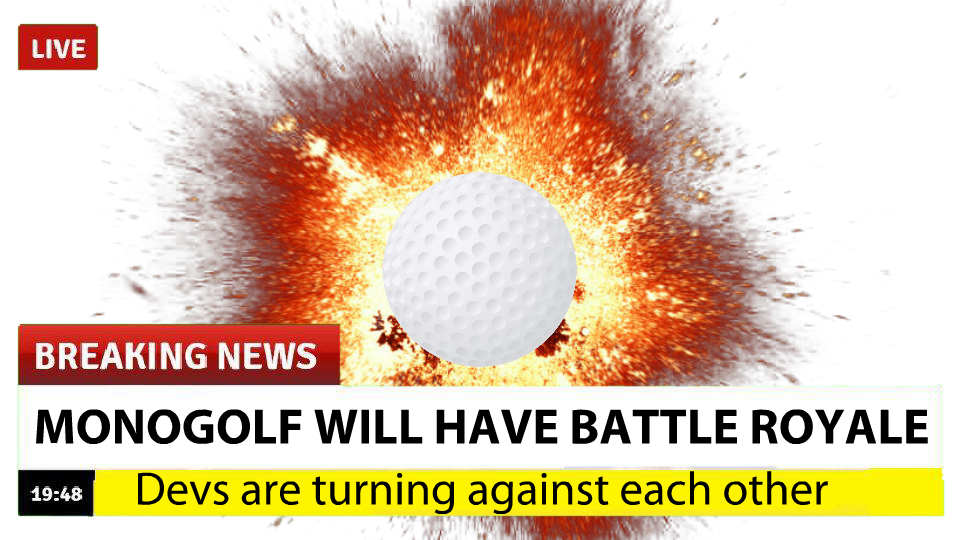 LIVE
BREAKING NEWS
MONOGOLF WILL HAVE BATTLE ROYALE
19:48 Devs are turning against each other